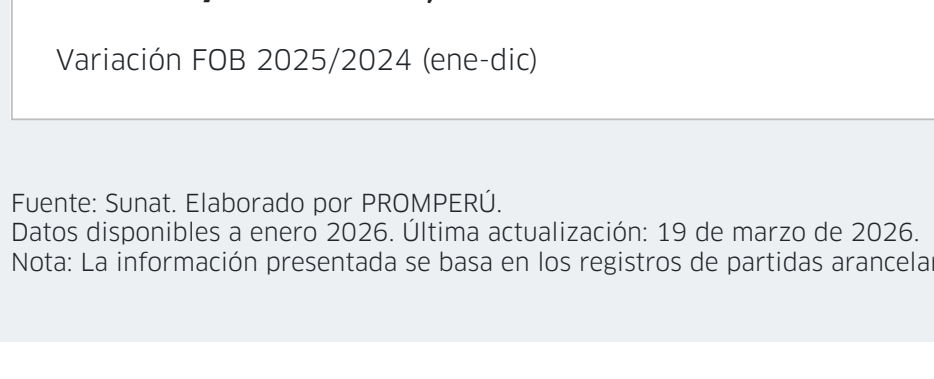 Variación FOB 2025/2024 (ene-dic)
Fuente: Sunat. Elaborado por PROMPERÚ.
Datos disponibles a enero 2026. Última actualización: 19 de marzo de 2026.
Nota: La información presentada se basa en los registros de partidas